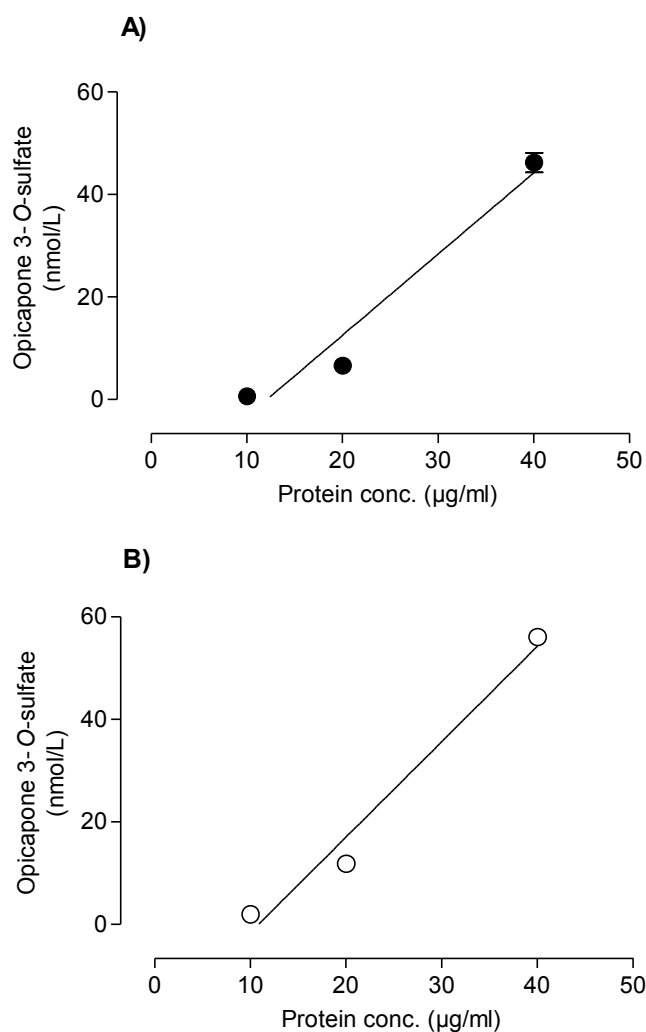 A)
60
40
20
0
Opicapone 3-O-sulfate
(nmol/L)
0 10 20 30 40 50
Protein conc. (µg/ml)
B)
60
40
20
0
Opicapone 3-O-sulfate
(nmol/L)
0 10 20 30 40 50
Protein conc. (µg/ml)